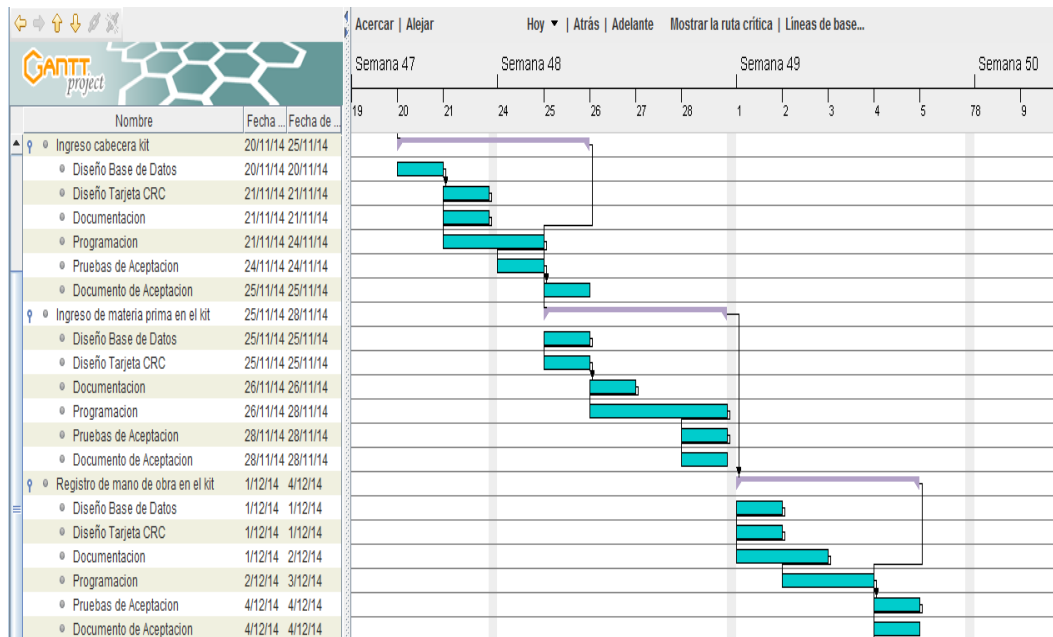 Acercar | Alejar Hoy ▼ | Atrás | Adelante Mostrar la ruta crítica | Líneas de base...
GANTT
project
Semana 47 Semana 48 Semana 49 Semana 50
19 20 21 24 25 26 27 28 1 2 3 4 5 78 9
Nombre Fecha ... Fecha de ...
Ingreso cabecera kit 20/11/14 25/11/14
Diseño Base de Datos 20/11/14 20/11/14
Diseño Tarjeta CRC 21/11/14 21/11/14
Documentacion 21/11/14 21/11/14
Programacion 21/11/14 24/11/14
Pruebas de Aceptacion 24/11/14 24/11/14
Documento de Aceptacion 25/11/14 25/11/14
Ingreso de materia prima en el kit 25/11/14 28/11/14
Diseño Base de Datos 25/11/14 25/11/14
Diseño Tarjeta CRC 25/11/14 25/11/14
Documentacion 26/11/14 26/11/14
Programacion 26/11/14 28/11/14
Pruebas de Aceptacion 28/11/14 28/11/14
Documento de Aceptacion 28/11/14 28/11/14
Registro de mano de obra en el kit 1/12/14 4/12/14
Diseño Base de Datos 1/12/14 1/12/14
Diseño Tarjeta CRC 1/12/14 1/12/14
Documentacion 1/12/14 2/12/14
Programacion 2/12/14 3/12/14
Pruebas de Aceptacion 4/12/14 4/12/14
Documento de Aceptacion 4/12/14 4/12/14